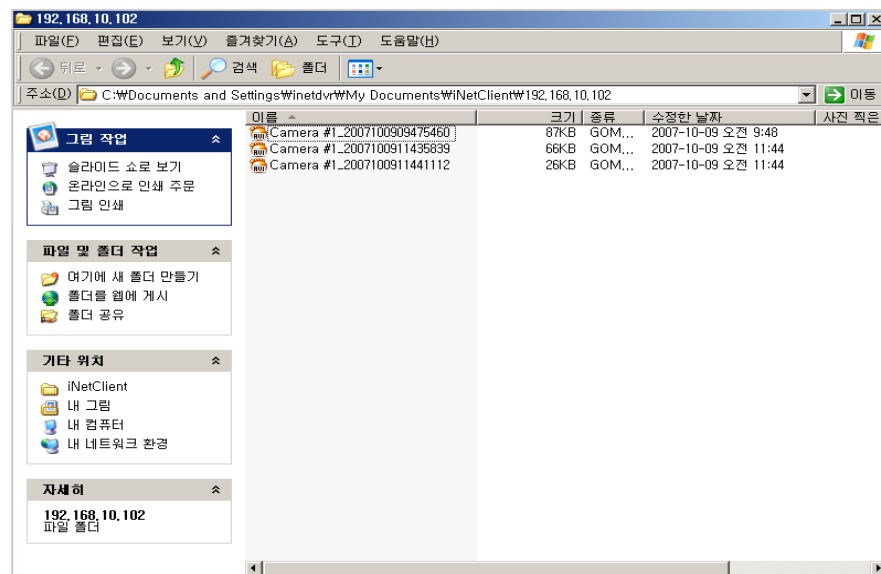 192.168.10.102
파일(F) 편집(E) 보기(V) 즐겨찾기(A) 도구(T) 도움말(H)
뒤로 검색 폴더
주소(D) C:₩Documents and Settings₩inetdvr₩My Documents₩iNetClient₩192.168.10.102 이동
그림 작업
슬라이드 쇼로 보기
온라인으로 인쇄 주문
그림 인쇄
파일 및 폴더 작업
여기에 새 폴더 만들기
폴더를 웹에 게시
폴더 공유
기타 위치
iNetClient
내 그림
내 컴퓨터
내 네트워크 환경
자세히
192.168.10.102
파일 폴더
이름 크기 종류 수정한 날짜 사진 찍은
Camera #1_2007100909475460 87KB GOM... 2007-10-09 오전 9:48
Camera #1_2007100911435839 66KB GOM... 2007-10-09 오전 11:44
Camera #1_2007100911441112 26KB GOM... 2007-10-09 오전 11:44